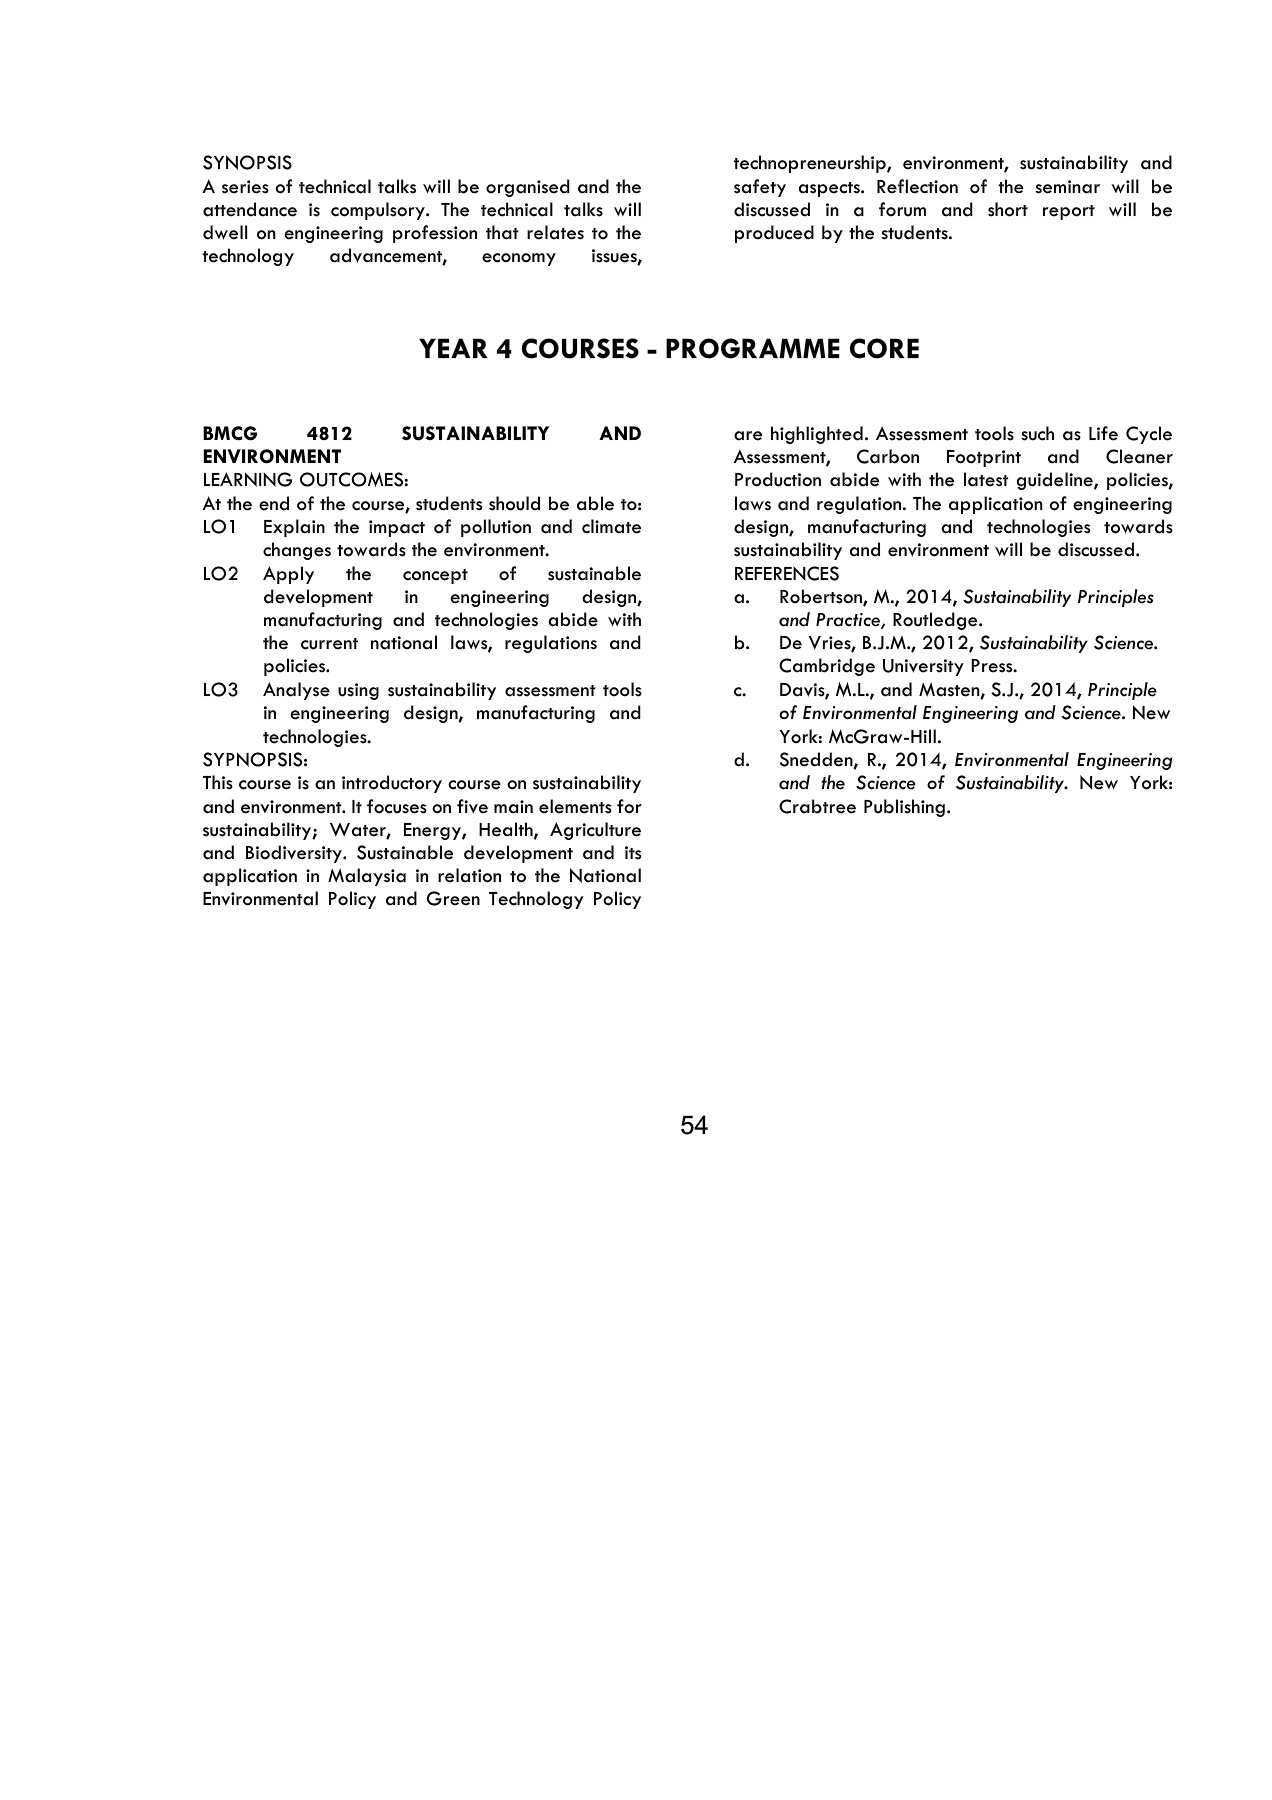 SYNOPSIS
A series of technical talks will be organised and the
attendance is compulsory. The technical talks will
dwell on engineering profession that relates to the
technology advancement, economy issues,
technopreneurship, environment, sustainability and
safety aspects. Reflection of the seminar will be
discussed in a forum and short report will be
produced by the students.
YEAR 4 COURSES - PROGRAMME CORE
BMCG 4812 SUSTAINABILITY AND
ENVIRONMENT
LEARNING OUTCOMES:
At the end of the course, students should be able to:
LO1 Explain the impact of pollution and climate
changes towards the environment.
LO2 Apply the concept of sustainable
development in engineering design,
manufacturing and technologies abide with
the current national laws, regulations and
policies.
LO3 Analyse using sustainability assessment tools
in engineering design, manufacturing and
technologies.
SYPNOPSIS:
This course is an introductory course on sustainability
and environment. It focuses on five main elements for
sustainability; Water, Energy, Health, Agriculture
and Biodiversity. Sustainable development and its
application in Malaysia in relation to the National
Environmental Policy and Green Technology Policy
are highlighted. Assessment tools such as Life Cycle
Assessment, Carbon Footprint and Cleaner
Production abide with the latest guideline, policies,
laws and regulation. The application of engineering
design, manufacturing and technologies towards
sustainability and environment will be discussed.
REFERENCES
a. Robertson, M., 2014, Sustainability Principles
and Practice, Routledge.
b. De Vries, B.J.M., 2012, Sustainability Science.
Cambridge University Press.
c. Davis, M.L., and Masten, S.J., 2014, Principle
of Environmental Engineering and Science. New
York: McGraw-Hill.
d. Snedden, R., 2014, Environmental Engineering
and the Science of Sustainability. New York:
Crabtree Publishing.
54